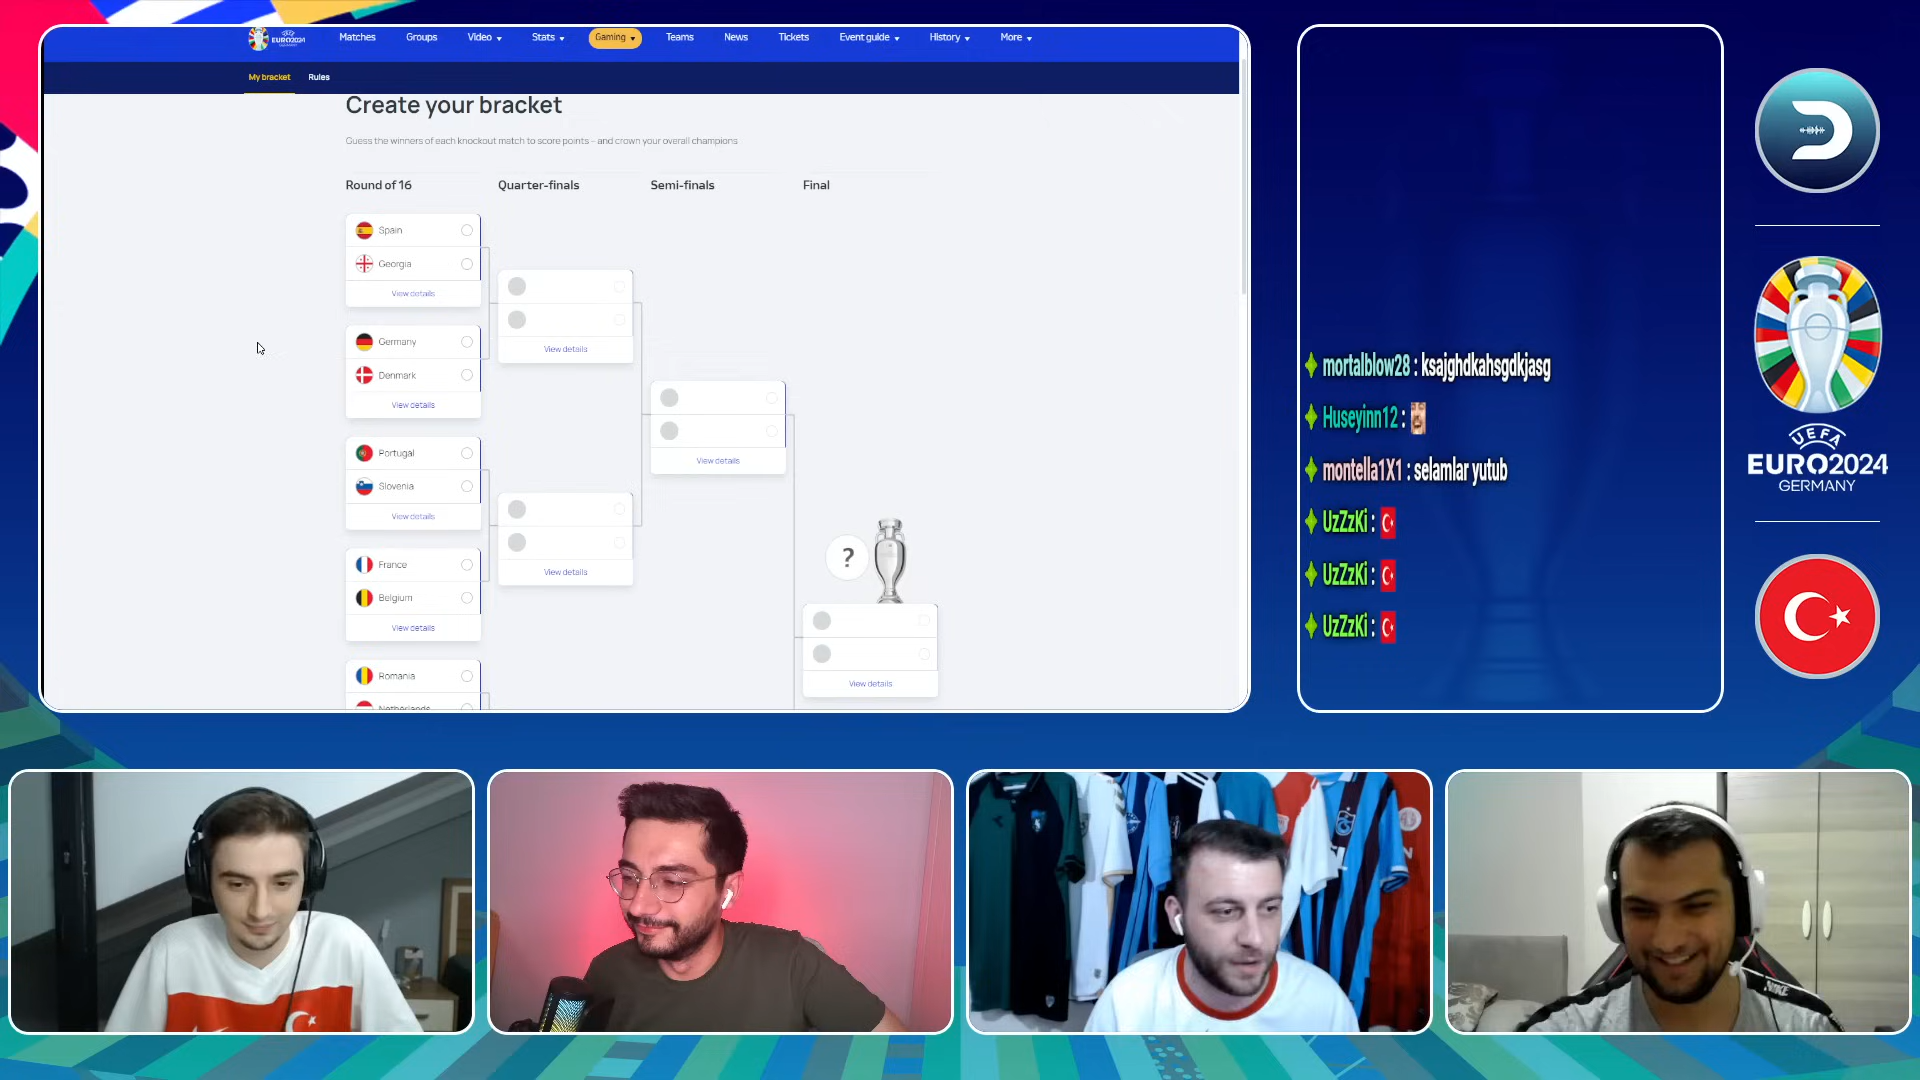 EURO2024
GERMANY
Matches
Groups
Video
Stats
Gaming
Teams
News
Tickets
Event guide
History
More
My bracket
Rules
Create your bracket
Guess the winners of each knockout match to score points – and crown your overall champions
Round of 16
Quarter-finals
Semi-finals
Final
Spain
Georgia
View details
Germany
Denmark
View details
Portugal
Slovenia
View details
France
Belgium
View details
Romania
Netherlands
View details
View details
View details
?
View details
mortalblow28 : ksajghdkahsgdkjasg
Huseyinn12 :
montella1X1 : selamlar yutub
UzZzKi :
UzZzKi :
UzZzKi :
UEFA
EURO2024
GERMANY
NIKE